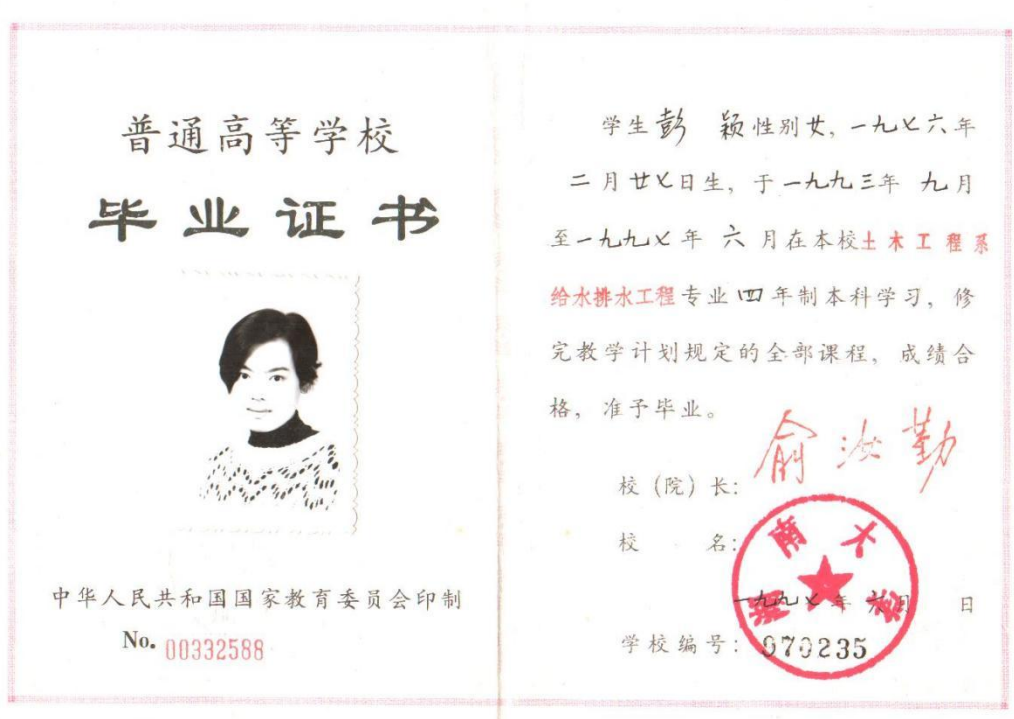 普通高等学校
毕业证书
中华人民共和国国家教育委员会印制
No. 00332588
学生彭 颖性别女，一九七六年
二月廿七日生，于一九九三年 九月
至一九九七年 六 月在本校土木工程系
给水排水工程专业四年制本科学习，修
完教学计划规定的全部课程，成绩合
格，准予毕业。
校（院）长：俞汝勤
校 名：
湖南大学
一九九七年六月 日
学校编号：970235